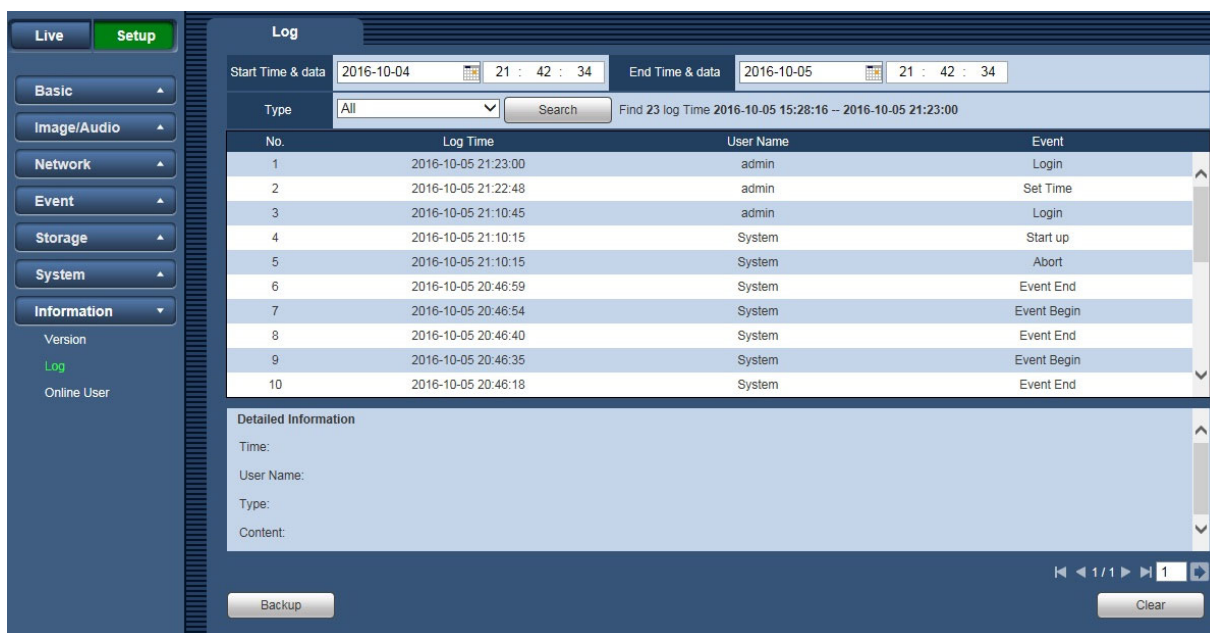 Live Setup
Log
Start Time & data 2016-10-04 21 : 42 : 34 End Time & data 2016-10-05 21 : 42 : 34
Basic
Type All Search Find 23 log Time 2016-10-05 15:28:16 -- 2016-10-05 21:23:00
Image/Audio
No. Log Time User Name Event
Network
1 2016-10-05 21:23:00 admin Login
2 2016-10-05 21:22:48 admin Set Time
Event
3 2016-10-05 21:10:45 admin Login
Storage
4 2016-10-05 21:10:15 System Start up
5 2016-10-05 21:10:15 System Abort
System
6 2016-10-05 20:46:59 System Event End
Information
7 2016-10-05 20:46:54 System Event Begin
Version
8 2016-10-05 20:46:40 System Event End
Log
9 2016-10-05 20:46:35 System Event Begin
Online User
10 2016-10-05 20:46:18 System Event End
Detailed Information
Time:
User Name:
Type:
Content:
1 / 1 1
Backup Clear